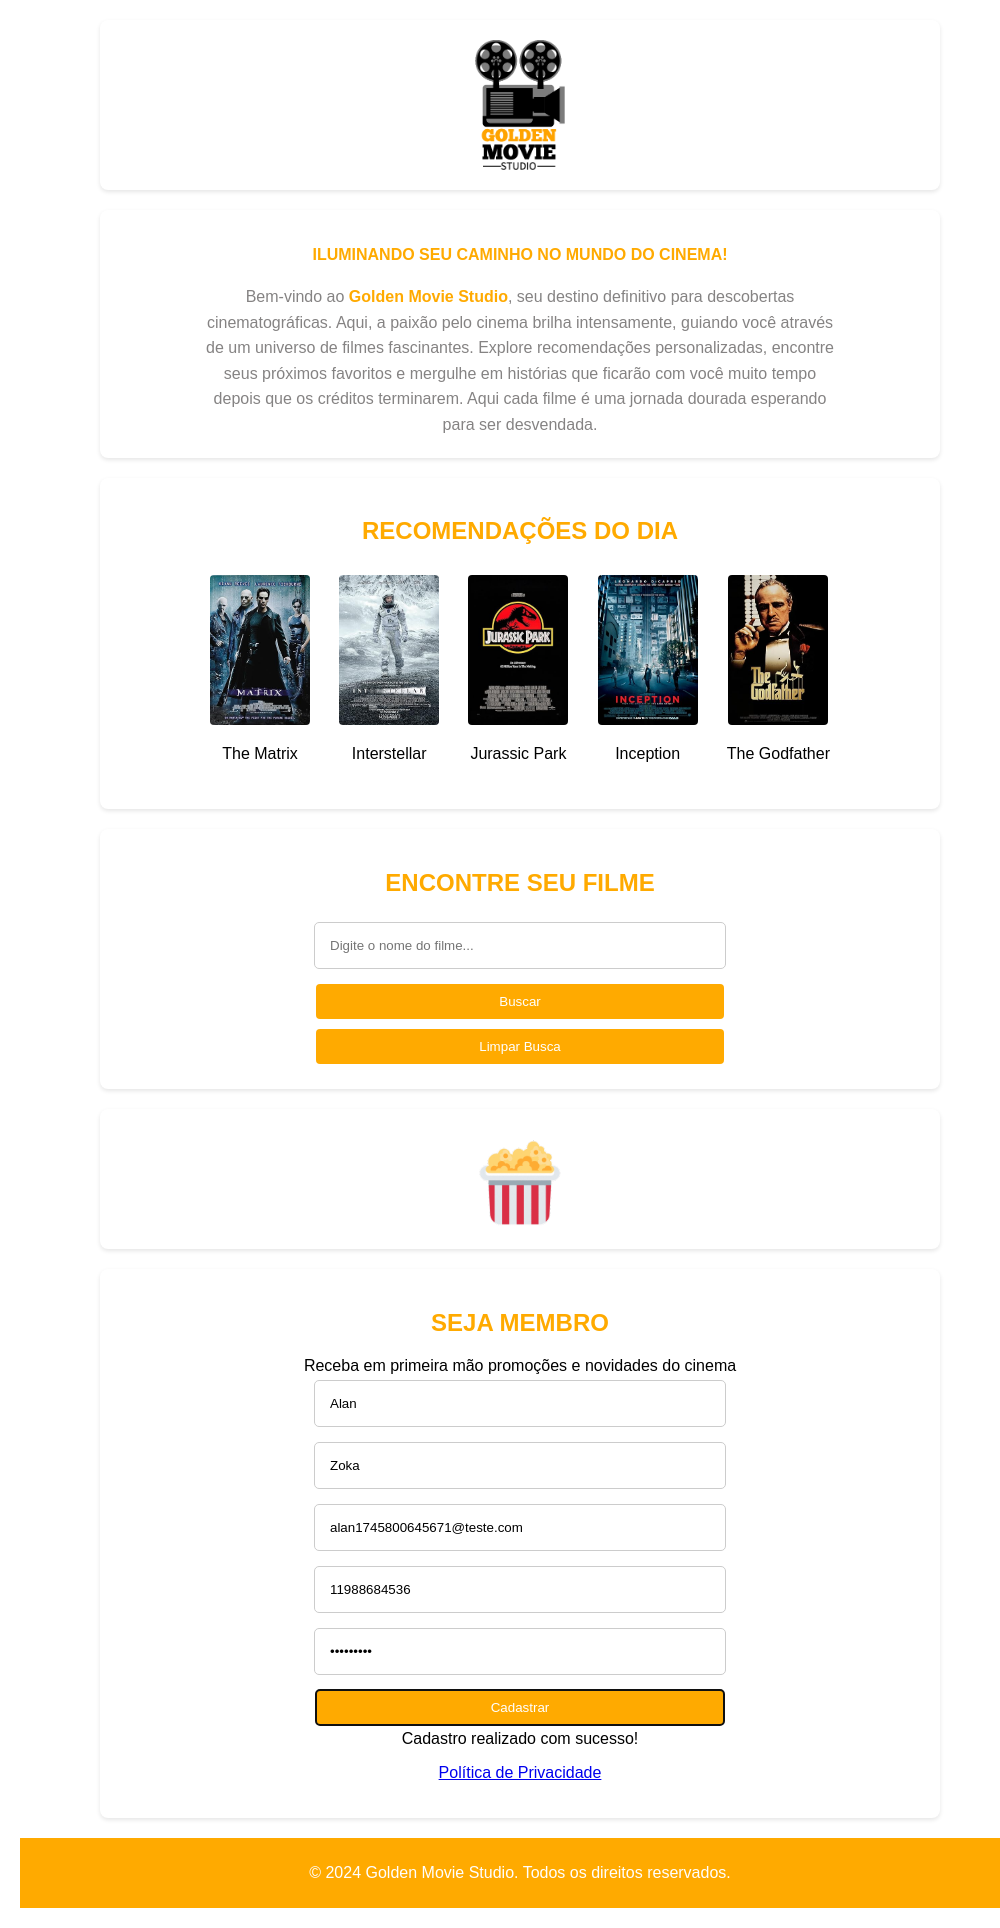 GOLDEN
MOVIE
STUDIO
ILUMINANDO SEU CAMINHO NO MUNDO DO CINEMA!
Bem-vindo ao Golden Movie Studio, seu destino definitivo para descobertas
cinematográficas. Aqui, a paixão pelo cinema brilha intensamente, guiando você através
de um universo de filmes fascinantes. Explore recomendações personalizadas, encontre
seus próximos favoritos e mergulhe em histórias que ficarão com você muito tempo
depois que os créditos terminarem. Aqui cada filme é uma jornada dourada esperando
para ser desvendada.
RECOMENDAÇÕES DO DIA
MATRIX
JURASSIC PARK
INCEPTION
The Godfather
The Matrix
Interstellar
Jurassic Park
Inception
The Godfather
ENCONTRE SEU FILME
Digite o nome do filme...
Buscar
Limpar Busca
SEJA MEMBRO
Receba em primeira mão promoções e novidades do cinema
Alan
Zoka
alan1745800645671@teste.com
11988684536
•••••••••
Cadastrar
Cadastro realizado com sucesso!
Política de Privacidade
© 2024 Golden Movie Studio. Todos os direitos reservados.